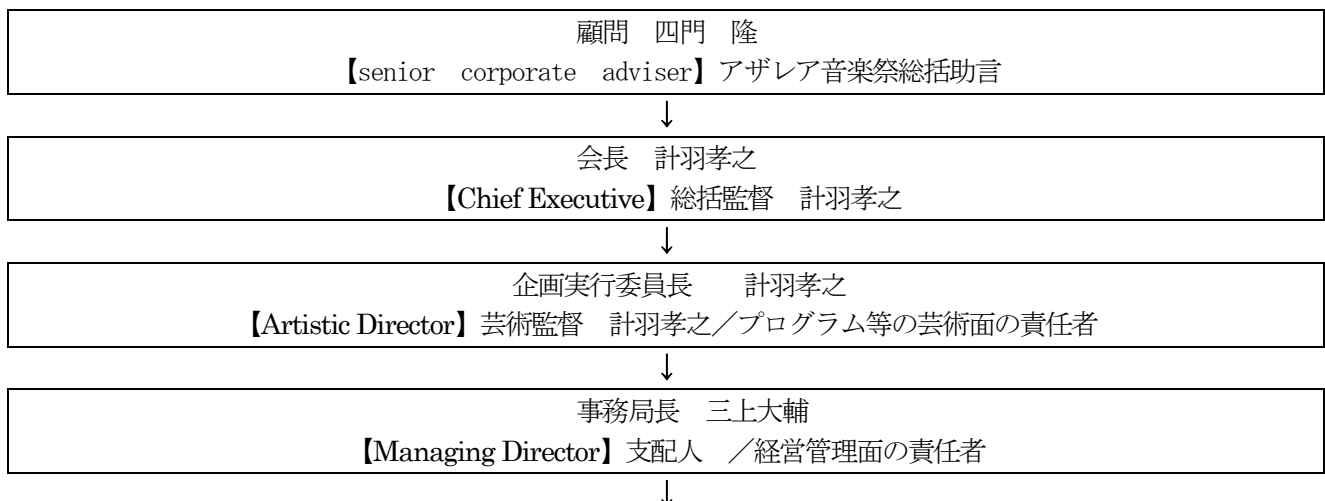 顧問　四門　隆
【senior　corporate　adviser】アザレア音楽祭総括助言
↓
会長　計羽孝之
【Chief Executive】総括監督　計羽孝之
↓
企画実行委員長　　計羽孝之
【Artistic Director】芸術監督　計羽孝之／プログラム等の芸術面の責任者
↓
事務局長　三上大輔
【Managing Director】支配人　／経営管理面の責任者
↓